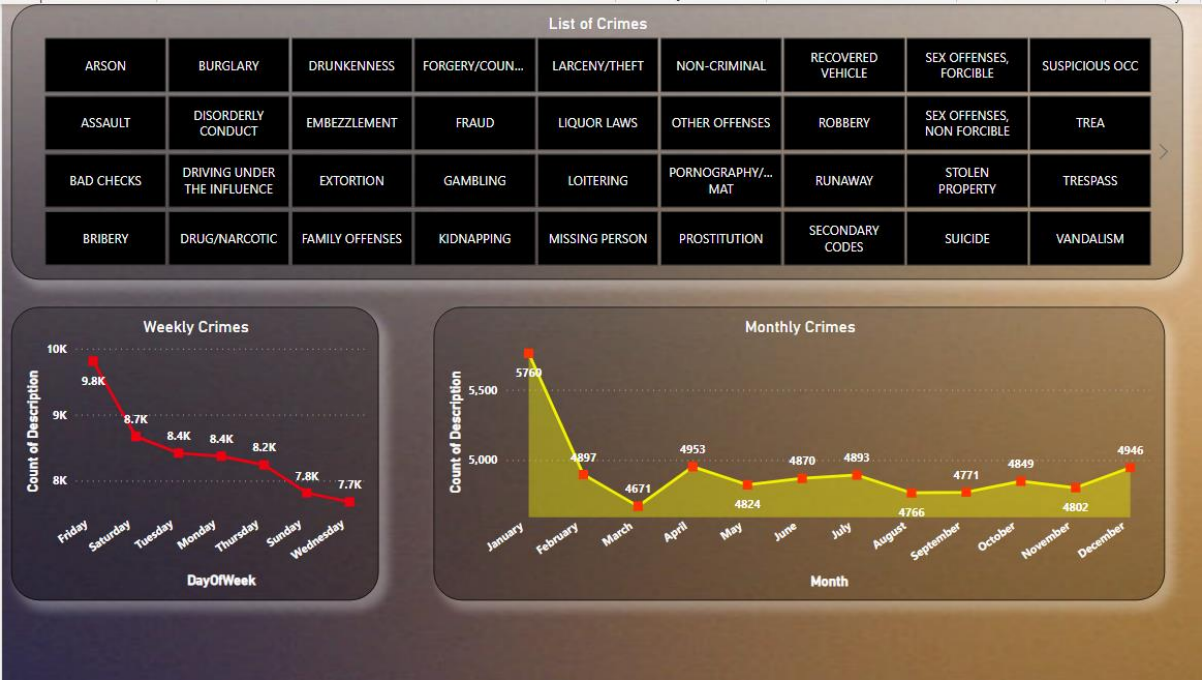 List of Crimes
ARSON
BURGLARY
DRUNKENNESS
FORGERY/COUN...
LARCENY/THEFT
NON-CRIMINAL
RECOVERED
VEHICLE
SEX OFFENSES,
FORCIBLE
SUSPICIOUS OCC
ASSAULT
DISORDERLY
CONDUCT
EMBEZZLEMENT
FRAUD
LIQUOR LAWS
OTHER OFFENSES
ROBBERY
SEX OFFENSES,
NON FORCIBLE
TREA
BAD CHECKS
DRIVING UNDER
THE INFLUENCE
EXTORTION
GAMBLING
LOITERING
PORNOGRAPHY/...
MAT
RUNAWAY
STOLEN
PROPERTY
TRESPASS
BRIBERY
DRUG/NARCOTIC
FAMILY OFFENSES
KIDNAPPING
MISSING PERSON
PROSTITUTION
SECONDARY
CODES
SUICIDE
VANDALISM
Weekly Crimes
Count of Description
10K
9K
8K
9.8K
8.7K
8.4K
8.4K
8.2K
7.8K
7.7K
Friday
Saturday
Tuesday
Monday
Thursday
Sunday
Wednesday
DayOfWeek
Monthly Crimes
Count of Description
5,500
5,000
5760
4897
4671
4953
4824
4870
4893
4766
4771
4849
4802
4946
January
February
March
April
May
June
July
August
September
October
November
December
Month